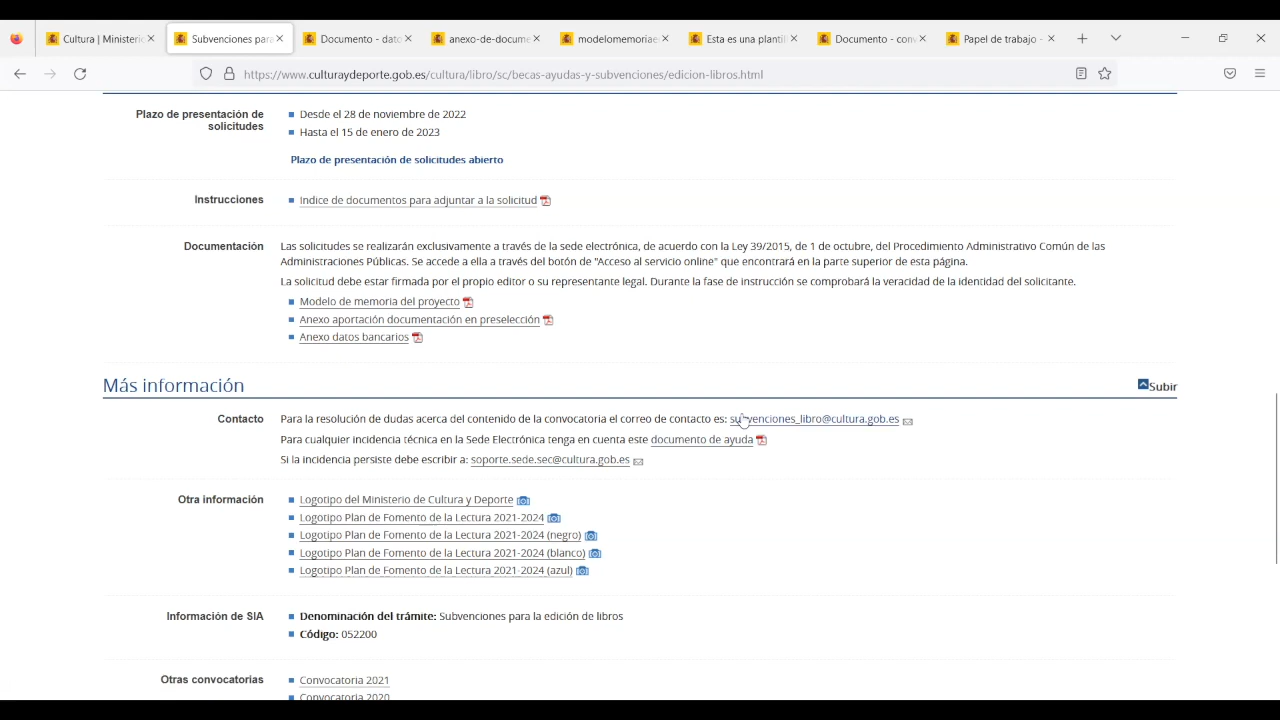 Cultura | Ministerio
Subvenciones para
Documento - dato
anexo-de-docume
modelomemoriae
Esta es una plantil
Documento - con
Papel de trabajo -
https://www.culturaydeporte.gob.es/cultura/libro/sc/becas-ayudas-y-subvenciones/edicion-libros.html
Plazo de presentación de solicitudes
Desde el 28 de noviembre de 2022
Hasta el 15 de enero de 2023
Plazo de presentación de solicitudes abierto
Instrucciones
Indice de documentos para adjuntar a la solicitud
Documentación
Las solicitudes se realizarán exclusivamente a través de la sede electrónica, de acuerdo con la Ley 39/2015, de 1 de octubre, del Procedimiento Administrativo Común de las
Administraciones Públicas. Se accede a ella a través del botón de "Acceso al servicio online" que encontrará en la parte superior de esta página.
La solicitud debe estar firmada por el propio editor o su representante legal. Durante la fase de instrucción se comprobará la veracidad de la identidad del solicitante.
Modelo de memoria del proyecto
Anexo aportación documentación en preselección
Anexo datos bancarios
Más información
Subir
Contacto
Para la resolución de dudas acerca del contenido de la convocatoria el correo de contacto es: subvenciones_libro@cultura.gob.es
Para cualquier incidencia técnica en la Sede Electrónica tenga en cuenta este documento de ayuda
Si la incidencia persiste debe escribir a: soporte.sede.sec@cultura.gob.es
Otra información
Logotipo del Ministerio de Cultura y Deporte
Logotipo Plan de Fomento de la Lectura 2021-2024
Logotipo Plan de Fomento de la Lectura 2021-2024 (negro)
Logotipo Plan de Fomento de la Lectura 2021-2024 (blanco)
Logotipo Plan de Fomento de la Lectura 2021-2024 (azul)
Información de SIA
Denominación del trámite: Subvenciones para la edición de libros
Código: 052200
Otras convocatorias
Convocatoria 2021
Convocatoria 2020